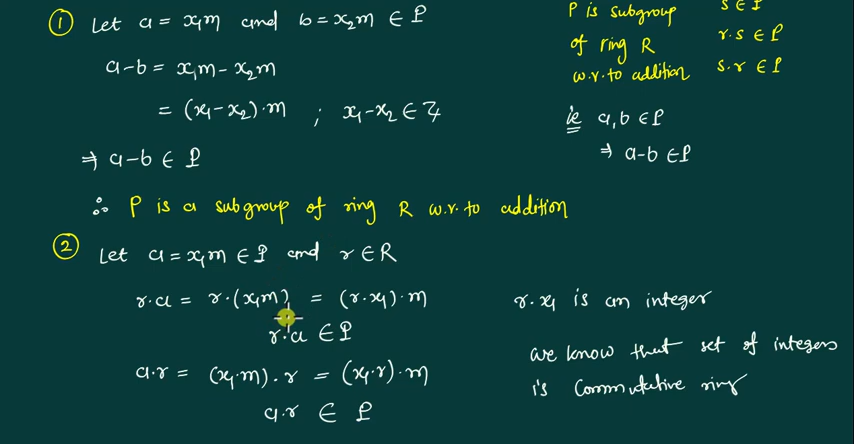 ① Let a = x₁m and b = x₂m ∈ P
a-b = x₁m - x₂m
= (x₁-x₂)·m ; x₁-x₂ ∈ Z
⇒ a-b ∈ P
∴ P is a subgroup of ring R w.r.to addition
② Let a = x₁m ∈ P and r ∈ R
r·a = r·(x₁m) = (r·x₁)·m
r·a ∈ P
a·r = (x₁·m)·r = (x₁·r)·m
a·r ∈ P
P is subgroup
of ring R
w.r.to addition
s ∈ P
r·s ∈ P
s·r ∈ P
ie a,b ∈ P
⇒ a-b ∈ P
r·x₁ is an integer
we know that set of integers
is Commutative ring